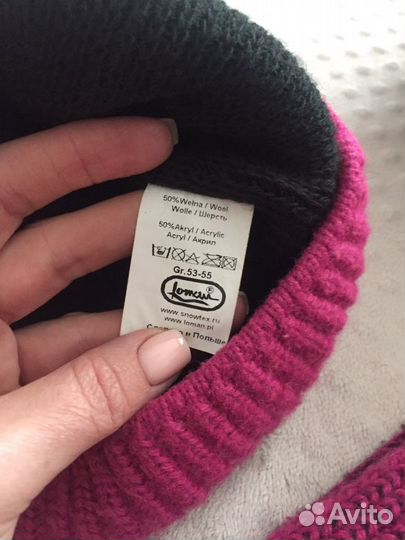 50%Wełna / Wool
Wolle / Шерсть
50%Akryl / Acrylic
Acryl / Акрил
Gr.53-55
Loman
www.snowtex.ru
www.loman.pl
в Польше
Avito